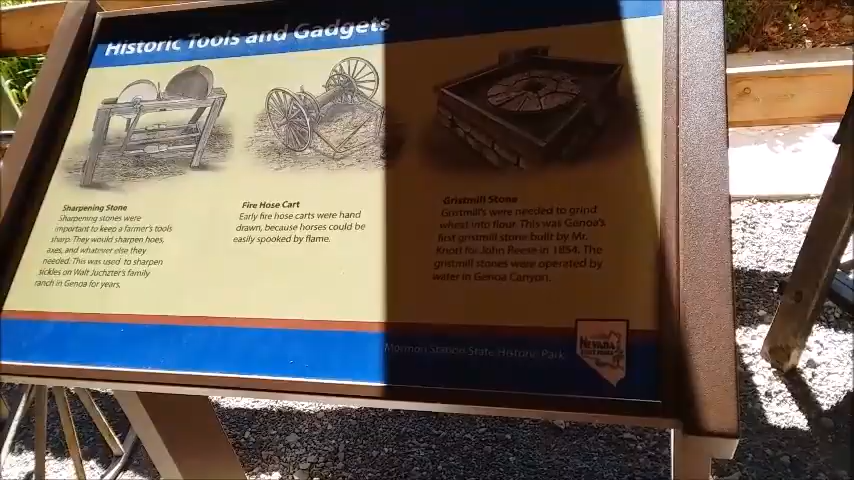 Historic Tools and Gadgets
Sharpening Stone
Sharpening stones were
important to keep a farmer's tools
sharp. They would sharpen hoes,
axes, and whatever else they
needed. This was used to sharpen
sickles on Walt Juchtzer's family
ranch in Genoa for years.
Fire Hose Cart
Early fire hose carts were hand
drawn, because horses could be
easily spooked by flame.
Gristmill Stone
Gristmill's were needed to grind
wheat into flour. This was Genoa's
first gristmill stone built by Mr.
Knott for John Reese in 1854. The
gristmill stones were operated by
water in Genoa Canyon.
Mormon Station State Historic Park
NEVADA
STATE PARKS